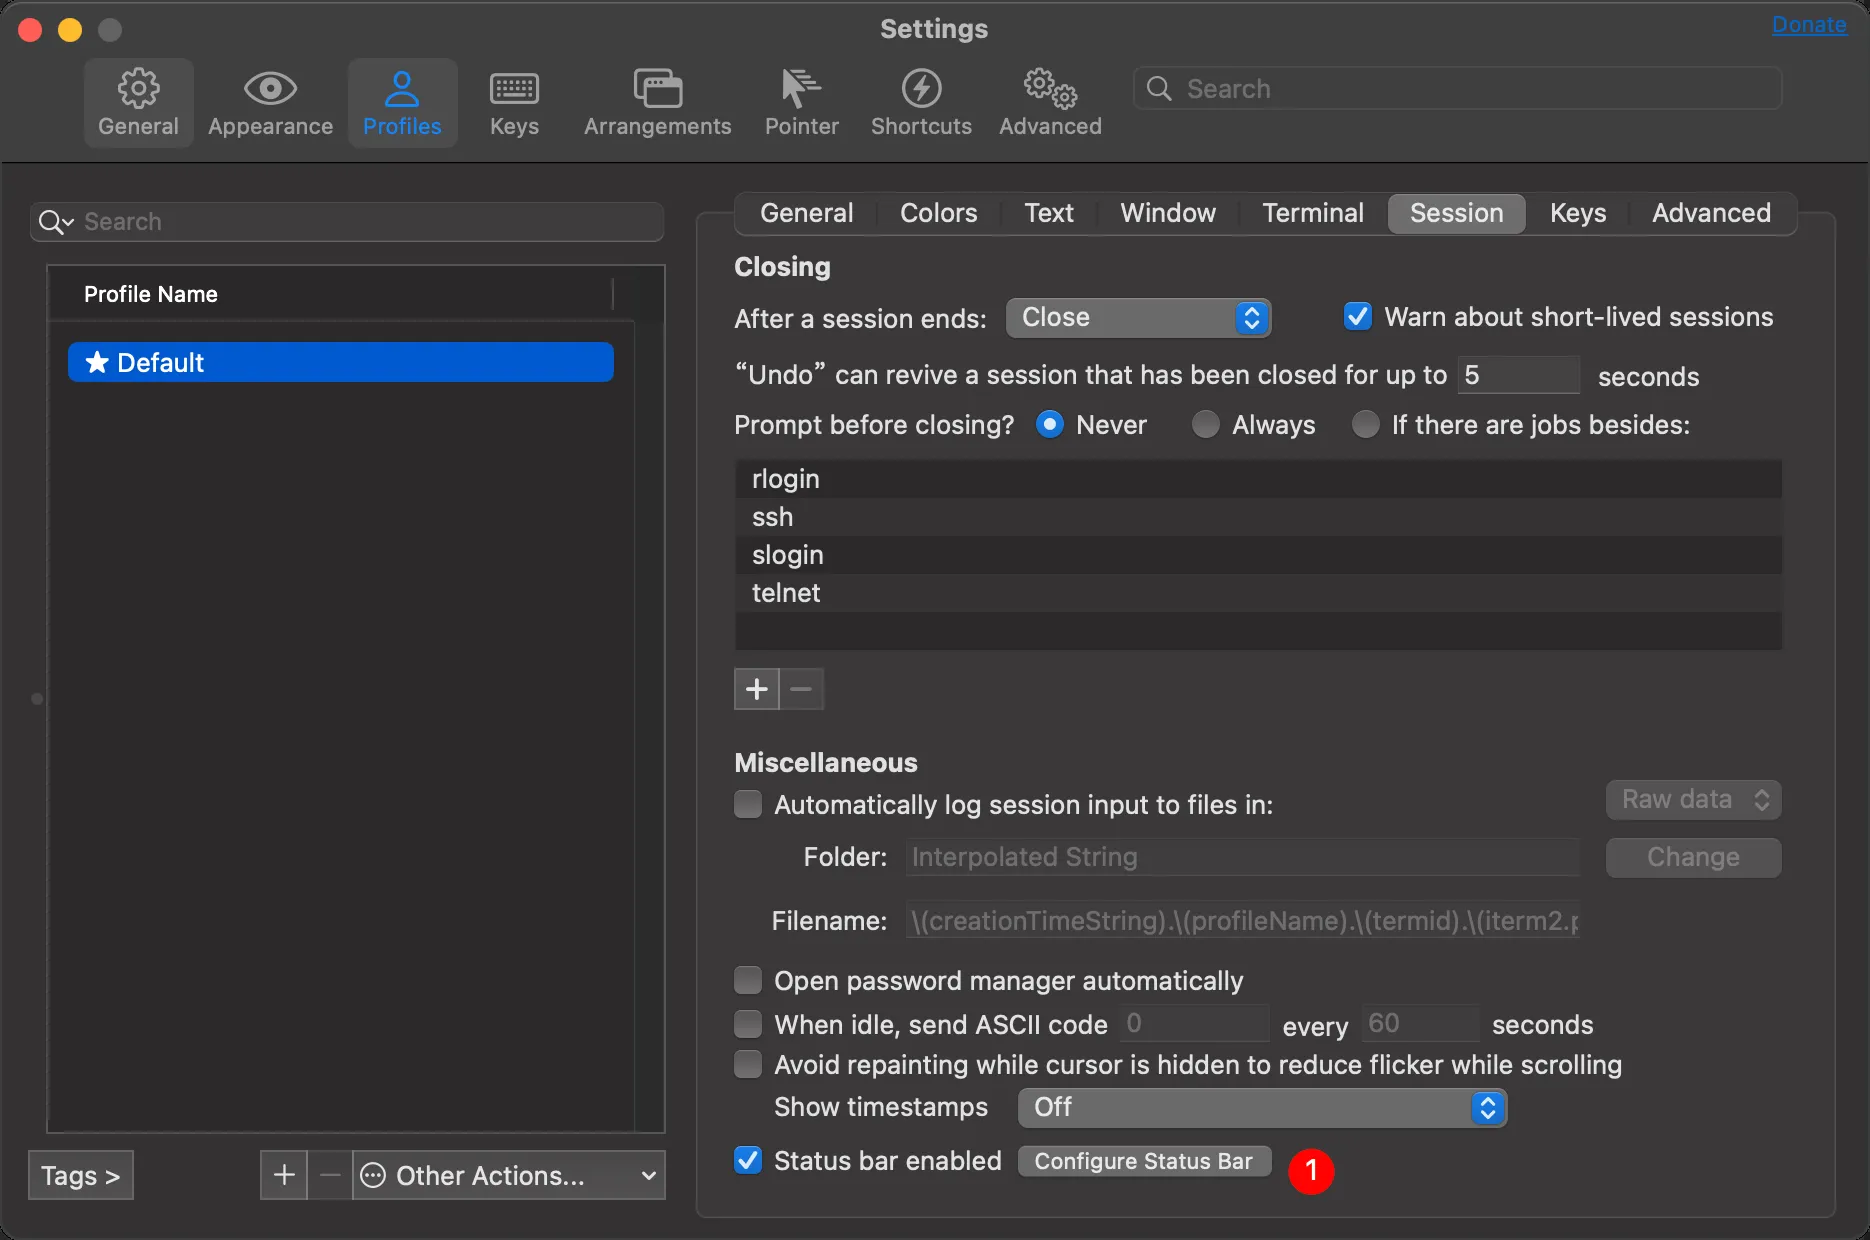 Settings
Donate
General Appearance Profiles Keys Arrangements Pointer Shortcuts Advanced Search
Search
Profile Name
Default
Tags > + − Other Actions...
General Colors Text Window Terminal Session Keys Advanced
Closing
After a session ends: Close Warn about short-lived sessions
“Undo” can revive a session that has been closed for up to 5 seconds
Prompt before closing? Never Always If there are jobs besides:
rlogin
ssh
slogin
telnet
+ −
Miscellaneous
Automatically log session input to files in: Raw data
Folder: Interpolated String Change
Filename: \(creationTimeString).\(profileName).\(termid).\(iterm2.p
Open password manager automatically
When idle, send ASCII code 0 every 60 seconds
Avoid repainting while cursor is hidden to reduce flicker while scrolling
Show timestamps Off
Status bar enabled Configure Status Bar 1